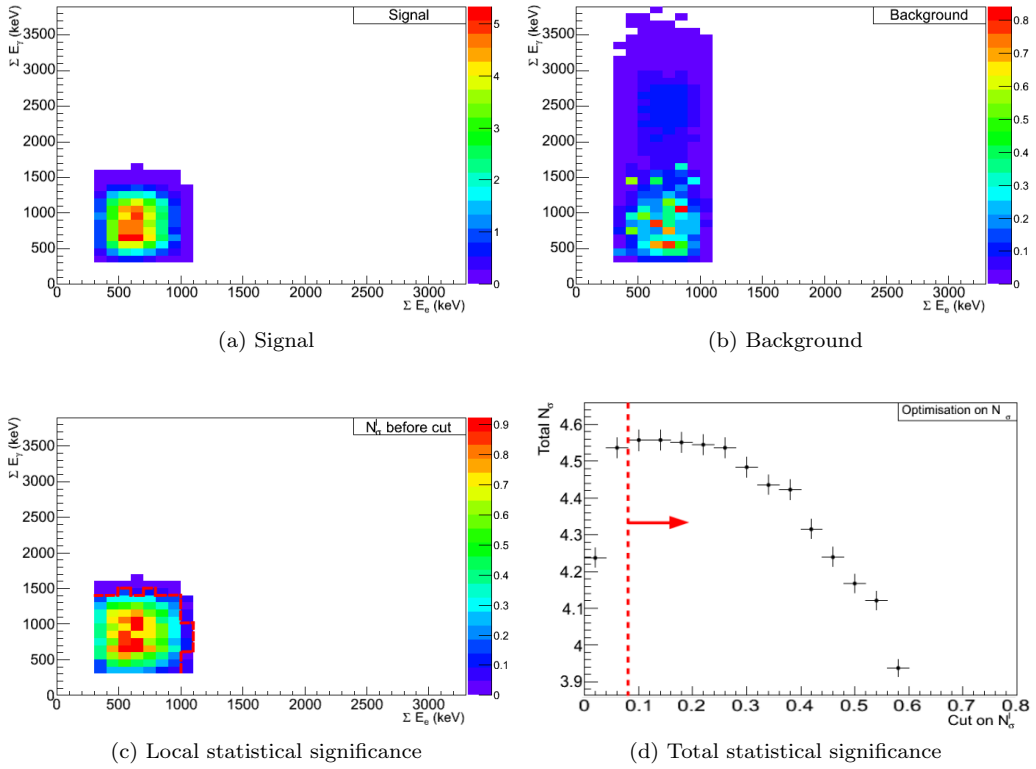 Signal
Σ E_γ (keV)
3500
3000
2500
2000
1500
1000
500
0
0 500 1000 1500 2000 2500 3000
Σ E_e (keV)
5
4
3
2
1
0
(a) Signal
Background
Σ E_γ (keV)
3500
3000
2500
2000
1500
1000
500
0
0 500 1000 1500 2000 2500 3000
Σ E_e (keV)
0.8
0.7
0.6
0.5
0.4
0.3
0.2
0.1
0
(b) Background
N_σ^i before cut
Σ E_γ (keV)
3500
3000
2500
2000
1500
1000
500
0
0 500 1000 1500 2000 2500 3000
Σ E_e (keV)
0.9
0.8
0.7
0.6
0.5
0.4
0.3
0.2
0.1
0
(c) Local statistical significance
Optimisation on N_σ
Total N_σ
4.6
4.5
4.4
4.3
4.2
4.1
4
3.9
0 0.1 0.2 0.3 0.4 0.5 0.6 0.7 0.8
Cut on N_σ^i
(d) Total statistical significance